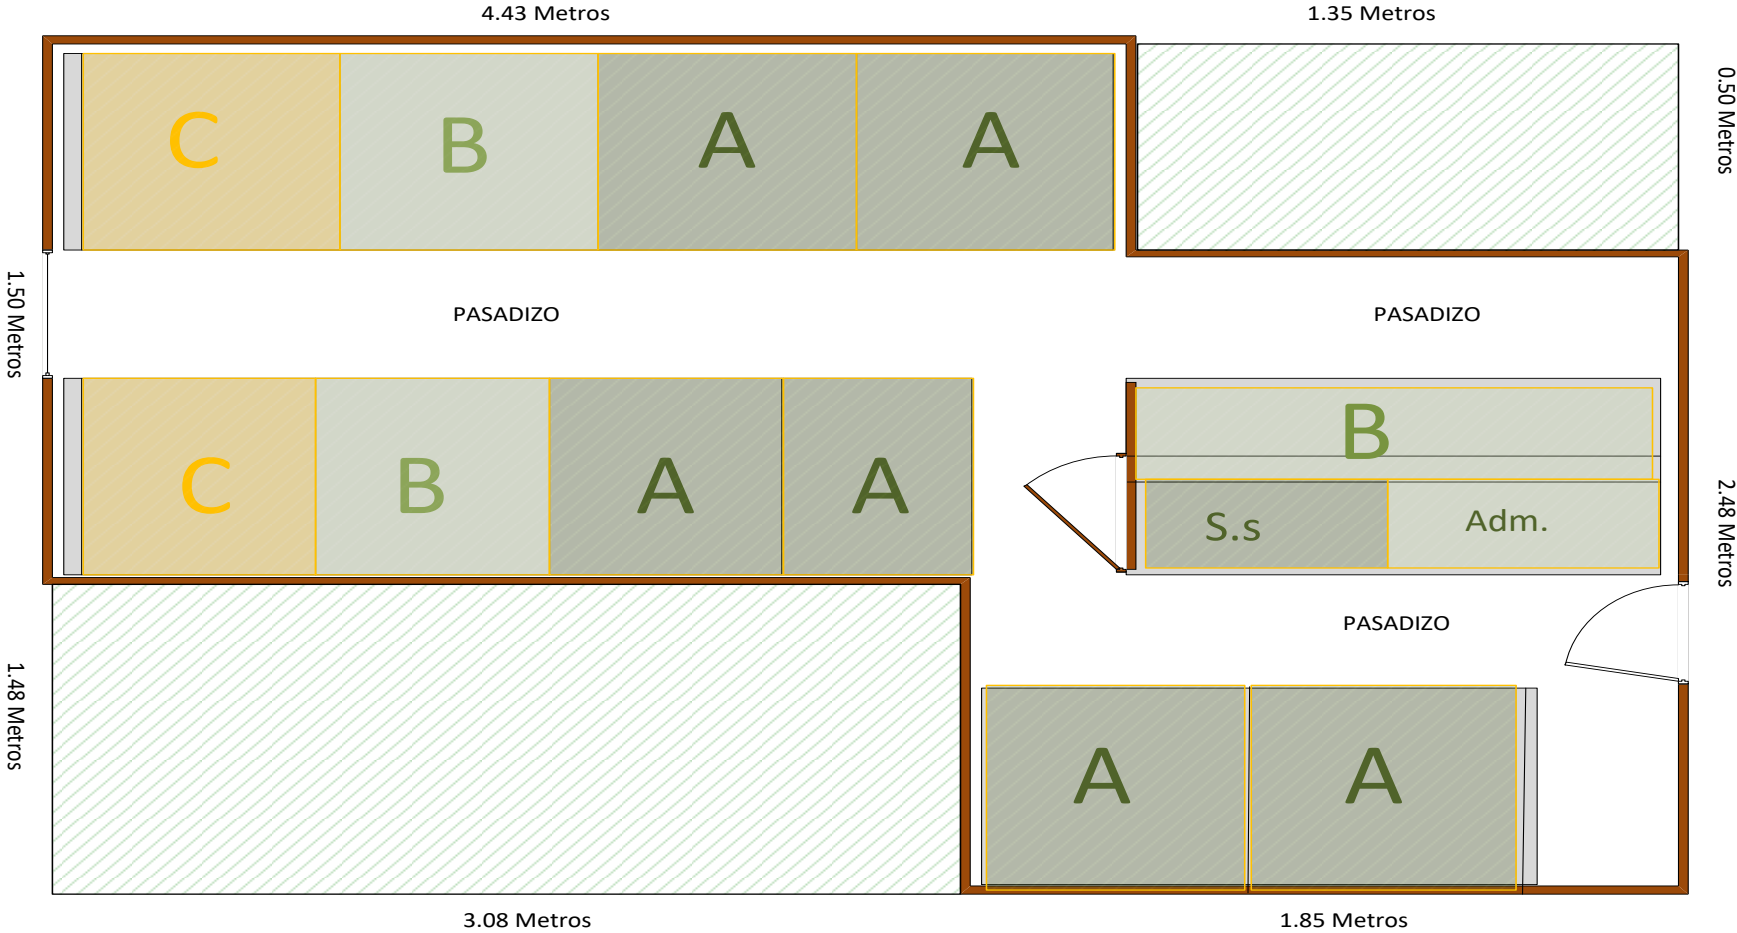 4.43 Metros
1.35 Metros
0.50 Metros
C
B
A
A
1.50 Metros
PASADIZO
PASADIZO
C
B
A
A
B
S.s
Adm.
2.48 Metros
PASADIZO
1.48 Metros
A
A
3.08 Metros
1.85 Metros